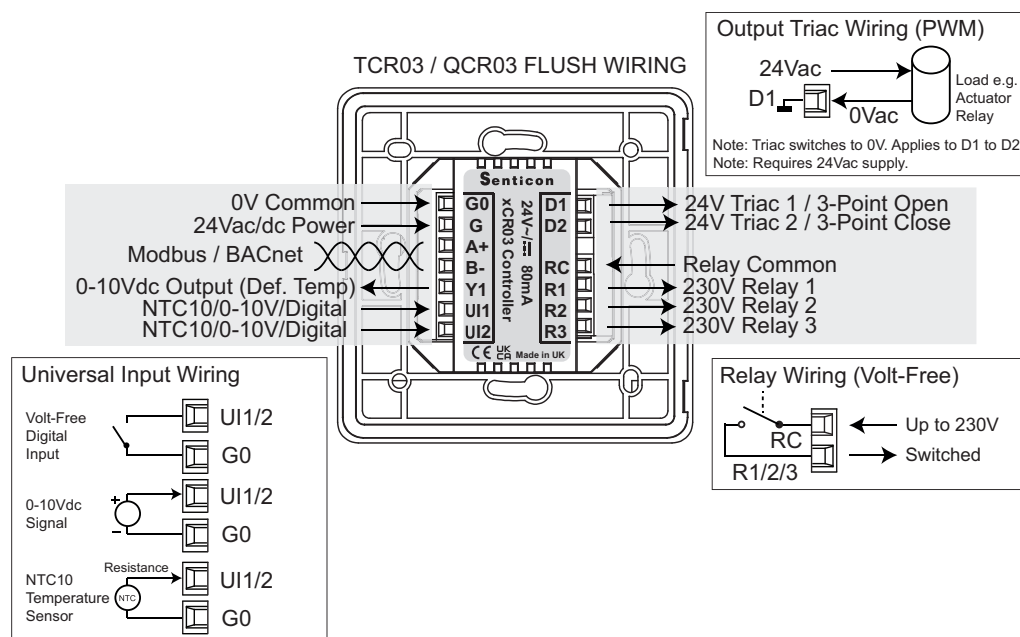 TCR03 / QCR03 FLUSH WIRING
Output Triac Wiring (PWM)
24Vac
D1
0Vac
Load e.g.
Actuator
Relay
Note: Triac switches to 0V. Applies to D1 to D2
Note: Requires 24Vac supply.
0V Common
24Vac/dc Power
Modbus / BACnet
0-10Vdc Output (Def. Temp)
NTC10/0-10V/Digital
NTC10/0-10V/Digital
Senticon
G0
G
A+
B-
Y1
UI1
UI2
24V~/⎓ 80mA
xCR03 Controller
D1
D2
RC
R1
R2
R3
CE UKCA Made in UK
24V Triac 1 / 3-Point Open
24V Triac 2 / 3-Point Close
Relay Common
230V Relay 1
230V Relay 2
230V Relay 3
Universal Input Wiring
Volt-Free
Digital
Input
UI1/2
G0
0-10Vdc
Signal
+
–
UI1/2
G0
NTC10
Temperature
Sensor
Resistance
NTC
UI1/2
G0
Relay Wiring (Volt-Free)
RC
R1/2/3
Up to 230V
Switched